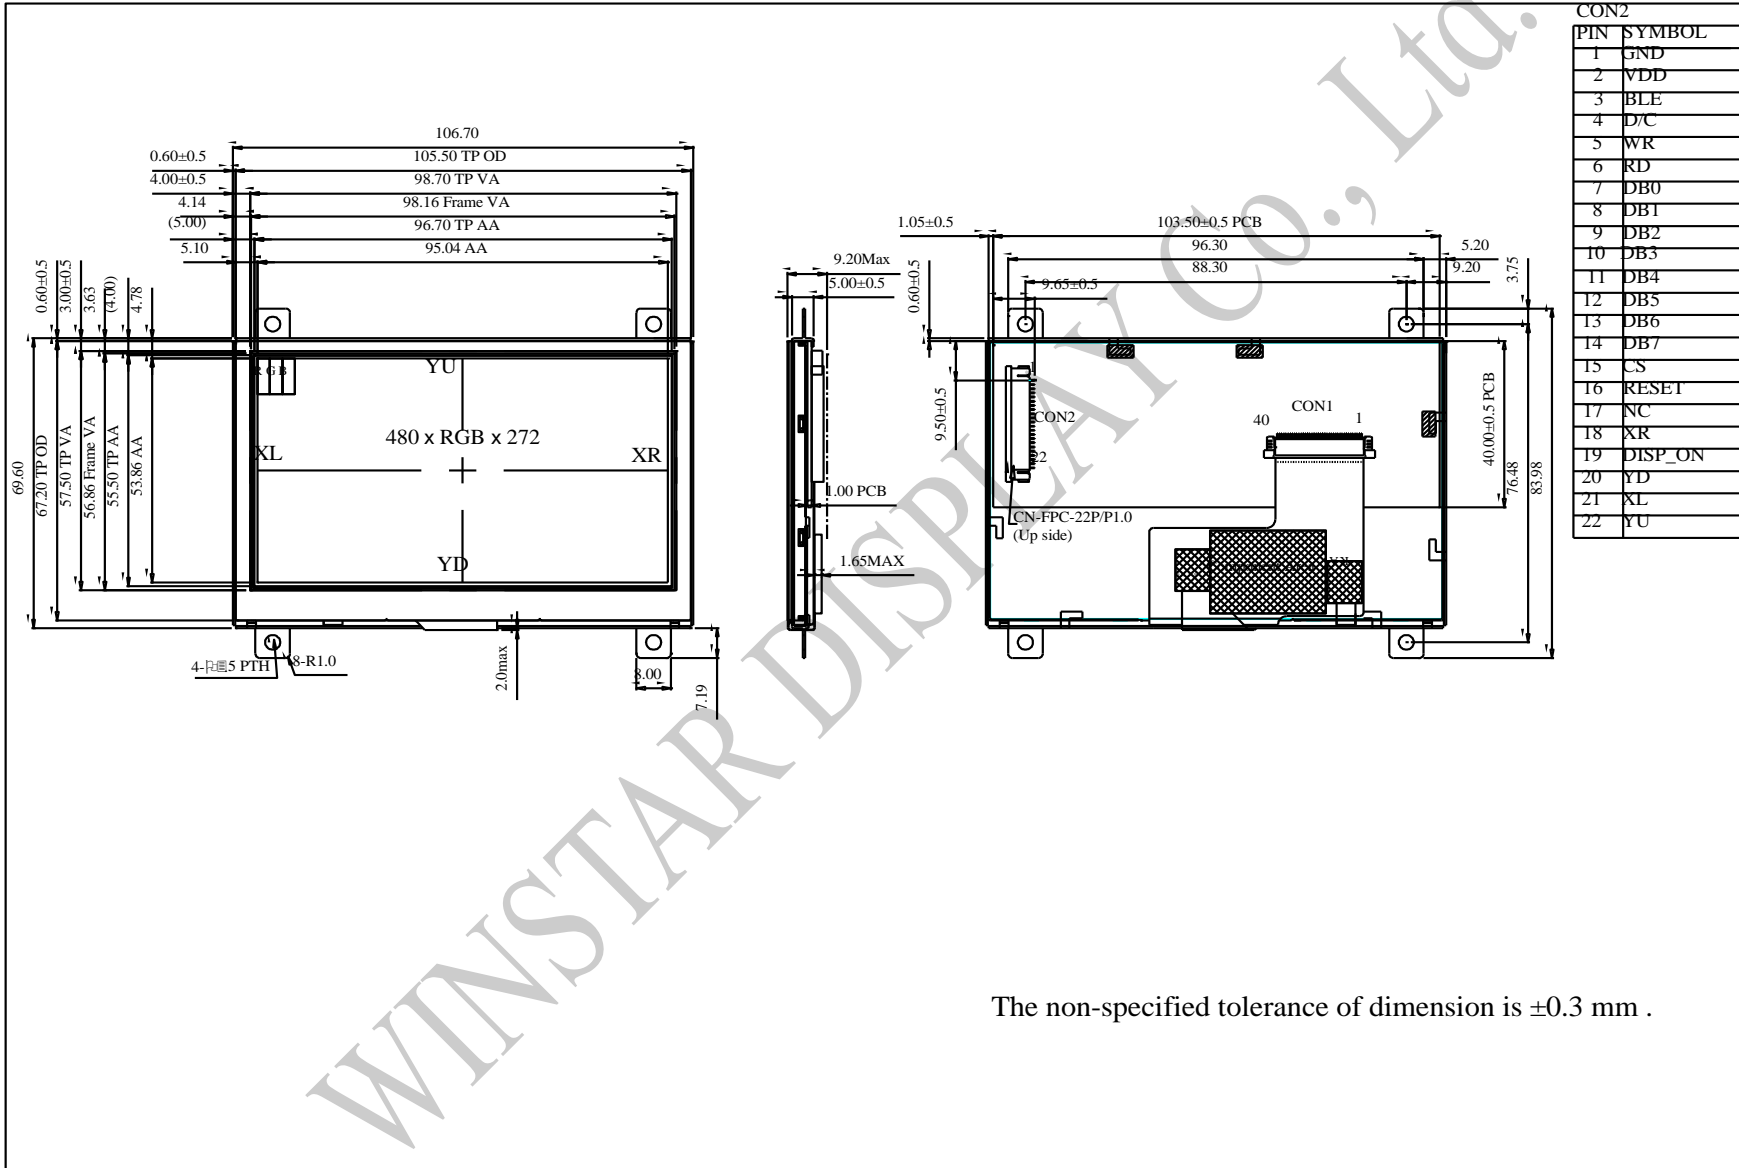 CON2
PIN SYMBOL
1 GND
2 VDD
3 BLE
4 D/C
5 WR
6 RD
7 DB0
8 DB1
9 DB2
10 DB3
11 DB4
12 DB5
13 DB6
14 DB7
15 CS
16 RESET
17 NC
18 XR
19 DISP_ON
20 YD
21 XL
22 YU
106.70
0.60±0.5 105.50 TP OD
4.00±0.5 98.70 TP VA
4.14 98.16 Frame VA
(5.00) 96.70 TP AA
5.10 95.04 AA
0.60±0.5
3.00±0.5
3.63
(4.00)
4.78
69.60
67.20 TP OD
57.50 TP VA
56.86 Frame VA
55.50 TP AA
53.86 AA
R G B
YU
480 x RGB x 272
XL XR
YD
5 PTH
8-R1.0
2.0max
8.00
7.19
9.20Max
5.00±0.5
1.00 PCB
1.65MAX
1.05±0.5 103.50±0.5 PCB
96.30 5.20
88.30 9.20
9.65±0.5
0.60±0.5
3.75
9.50±0.5
1
CON2
22
CN-FPC-22P/P1.0
(Up side)
CON1
40 1
40.00±0.5 PCB
76.48
83.98
The non-specified tolerance of dimension is ±0.3 mm .
WINSTAR DISPLAY Co., Ltd.